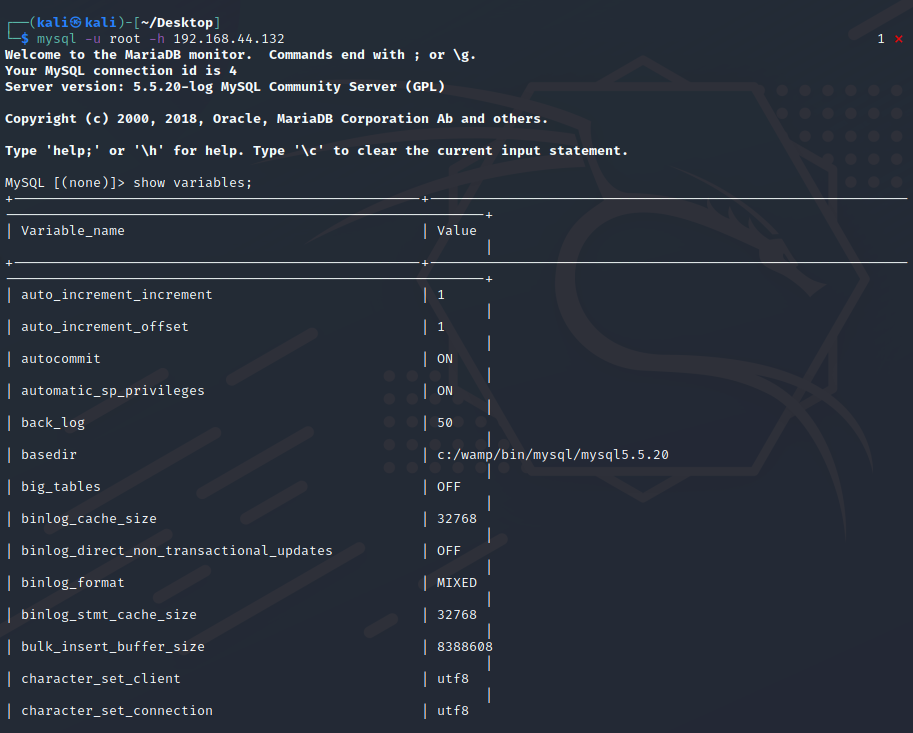 (kali㉿kali)-[~/Desktop]
$ mysql -u root -h 192.168.44.132 1 ×
Welcome to the MariaDB monitor.  Commands end with ; or \g.
Your MySQL connection id is 4
Server version: 5.5.20-log MySQL Community Server (GPL)
Copyright (c) 2000, 2018, Oracle, MariaDB Corporation Ab and others.
Type 'help;' or '\h' for help. Type '\c' to clear the current input statement.
MySQL [(none)]> show variables;
| Variable_name | Value |
| auto_increment_increment | 1 |
| auto_increment_offset | 1 |
| autocommit | ON |
| automatic_sp_privileges | ON |
| back_log | 50 |
| basedir | c:/wamp/bin/mysql/mysql5.5.20 |
| big_tables | OFF |
| binlog_cache_size | 32768 |
| binlog_direct_non_transactional_updates | OFF |
| binlog_format | MIXED |
| binlog_stmt_cache_size | 32768 |
| bulk_insert_buffer_size | 8388608 |
| character_set_client | utf8 |
| character_set_connection | utf8